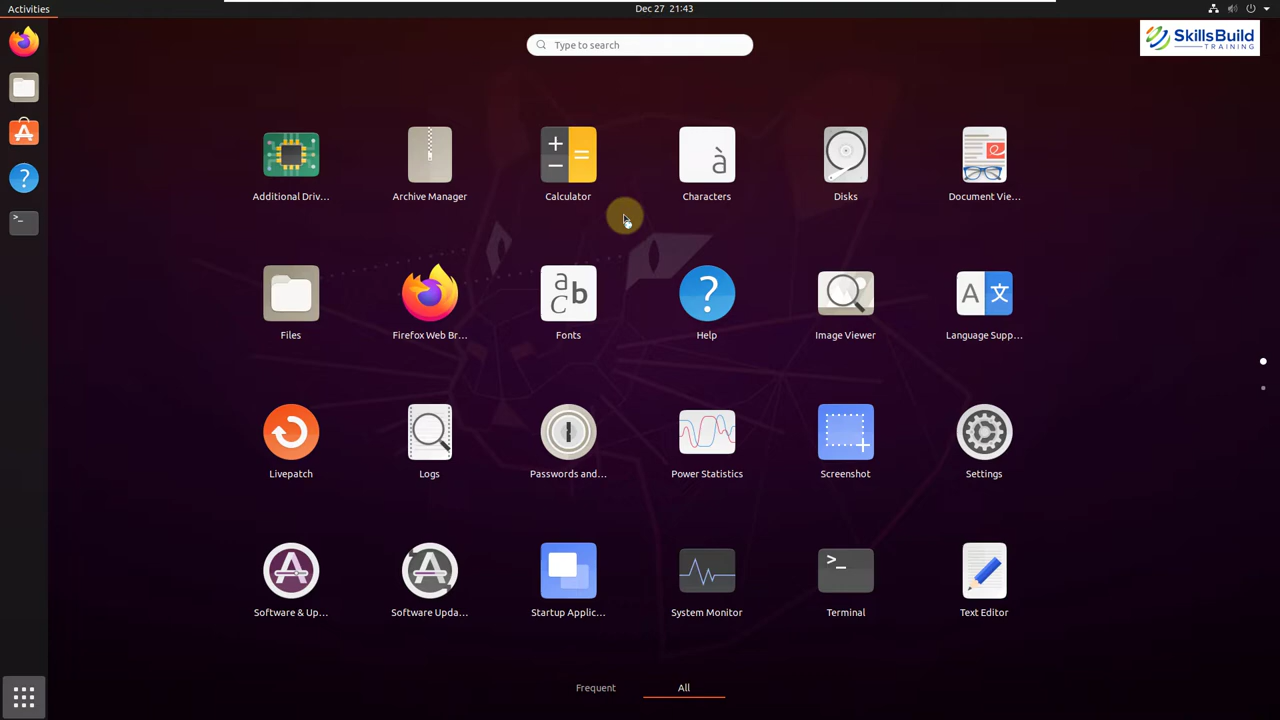 Activities
Dec 27 21:43
Type to search
SkillsBuild
TRAINING
Additional Driv...
Archive Manager
Calculator
Characters
Disks
Document Vie...
Files
Firefox Web Br...
Fonts
Help
Image Viewer
Language Supp...
Livepatch
Logs
Passwords and...
Power Statistics
Screenshot
Settings
Software & Up...
Software Upda...
Startup Applic...
System Monitor
Terminal
Text Editor
Frequent
All